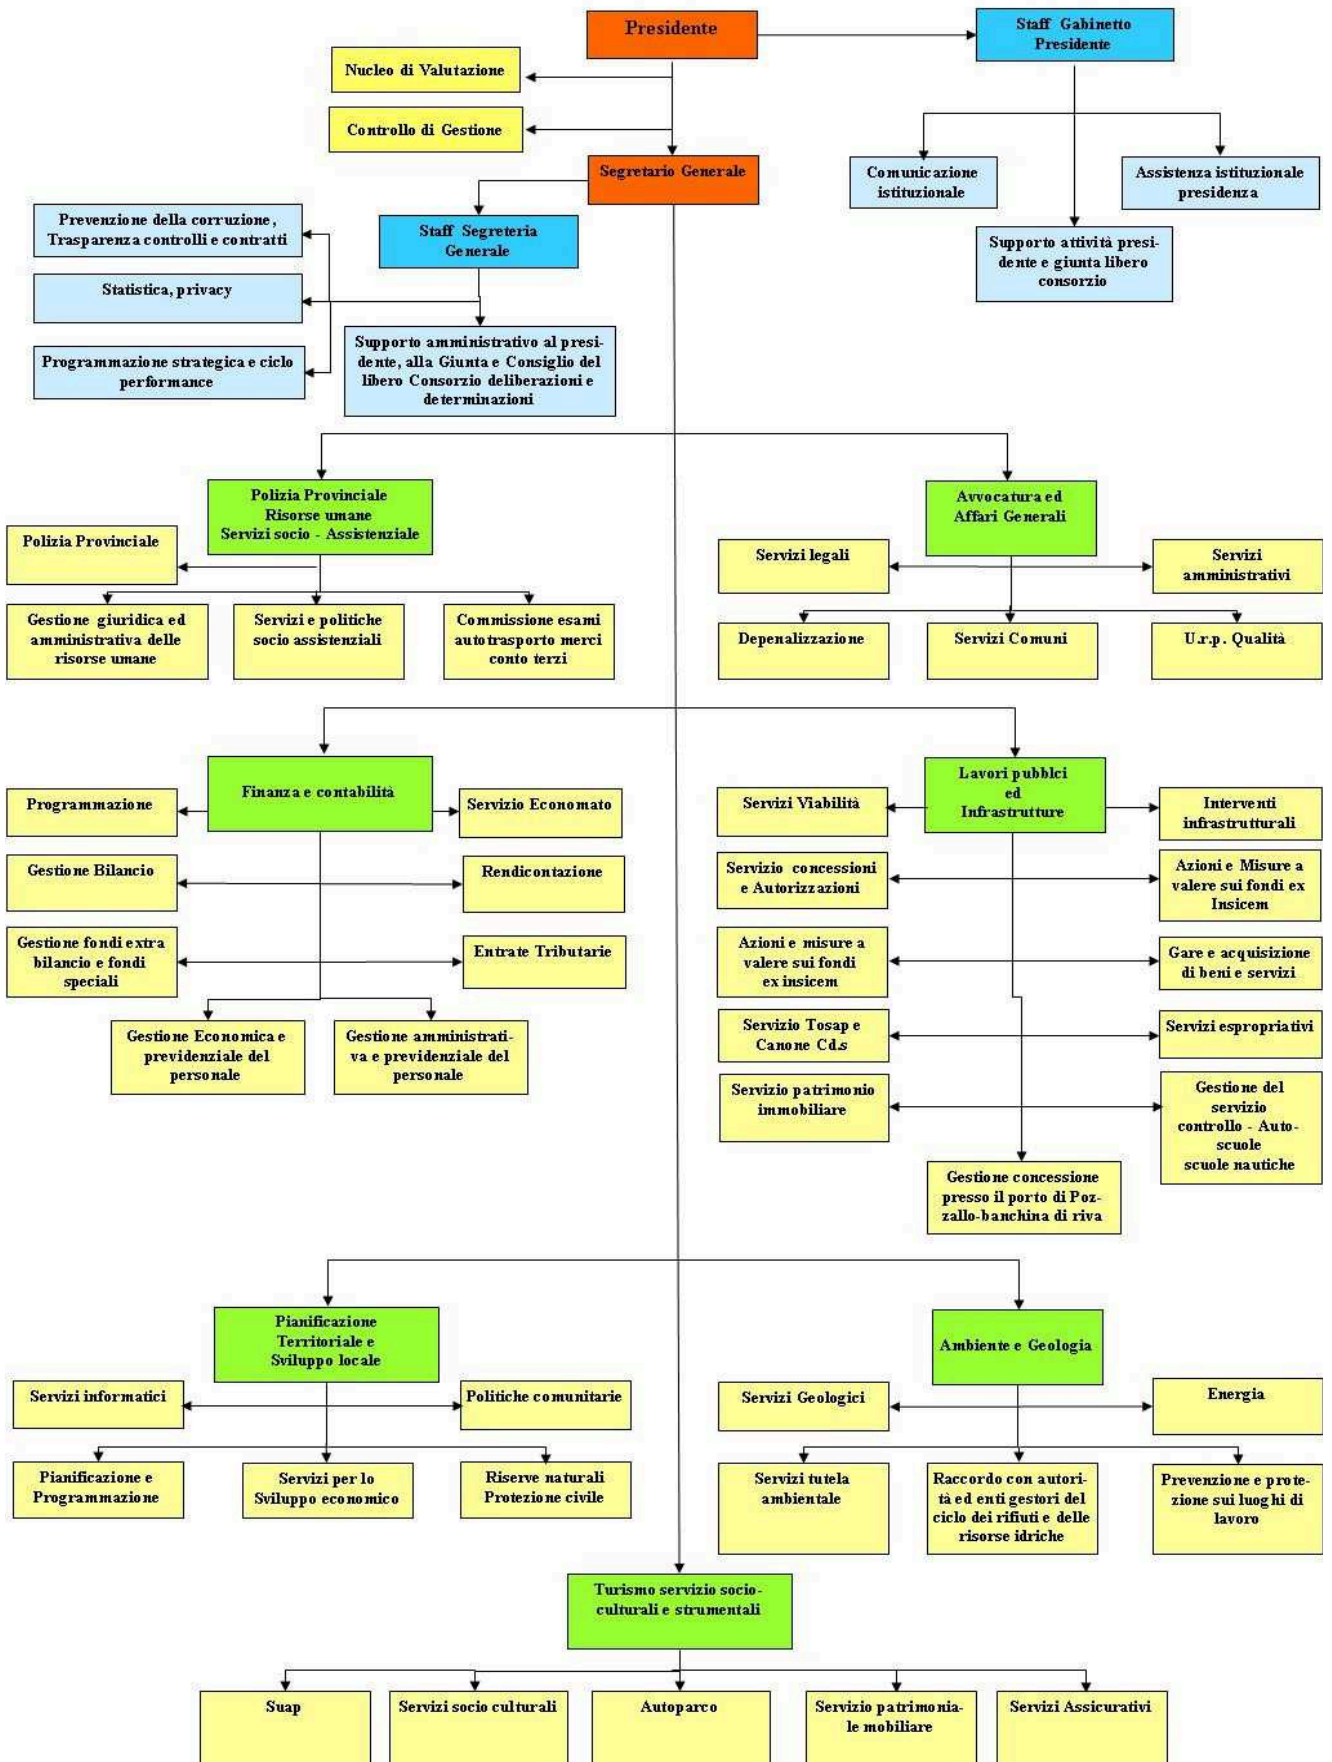 Presidente
Staff Gabinetto
Presidente
Nucleo di Valutazione
Controllo di Gestione
Segretario Generale
Comunicazione
istituzionale
Assistenza istituzionale
presidenza
Supporto attività presi-
dente e giunta libero
consorzio
Staff Segreteria
Generale
Prevenzione della corruzione,
Trasparenza controlli e contratti
Statistica, privacy
Programmazione strategica e ciclo
performance
Supporto amministrativo al presi-
dente, alla Giunta e Consiglio del
libero Consorzio deliberazioni e
determinazioni
Polizia Provinciale
Risorse umane
Servizi socio - Assistenziale
Polizia Provinciale
Gestione giuridica ed
amministrativa delle
risorse umane
Servizi e politiche
socio assistenziali
Commissione esami
autotrasporto merci
conto terzi
Avvocatura ed
Affari Generali
Servizi legali
Servizi
amministrativi
Depenalizzazione
Servizi Comuni
U.r.p. Qualità
Finanza e contabilità
Programmazione
Servizio Economato
Gestione Bilancio
Rendicontazione
Gestione fondi extra
bilancio e fondi
speciali
Entrate Tributarie
Gestione Economica e
previdenziale del
personale
Gestione amministrati-
va e previdenziale del
personale
Lavori pubblci
ed
Infrastrutture
Servizi Viabilità
Interventi
infrastrutturali
Servizio concessioni
e Autorizzazioni
Azioni e Misure a
valere sui fondi ex
Insicem
Azioni e misure a
valere sui fondi
ex insicem
Gare e acquisizione
di beni e servizi
Servizio Tosap e
Canone Cd.s
Servizi espropriativi
Servizio patrimonio
immobiliare
Gestione del
servizio
controllo - Auto-
scuole
scuole nautiche
Gestione concessione
presso il porto di Poz-
zallo-banchina di riva
Pianificazione
Territoriale e
Sviluppo locale
Servizi informatici
Politiche comunitarie
Pianificazione e
Programmazione
Servizi per lo
Sviluppo economico
Riserve naturali
Protezione civile
Ambiente e Geologia
Servizi Geologici
Energia
Servizi tutela
ambientale
Raccordo con autori-
tà ed enti gestori del
ciclo dei rifiuti e delle
risorse idriche
Prevenzione e prote-
zione sui luoghi di
lavoro
Turismo servizio socio-
culturali e strumentali
Suap
Servizi socio culturali
Autoparco
Servizio patrimonia-
le mobiliare
Servizi Assicurativi